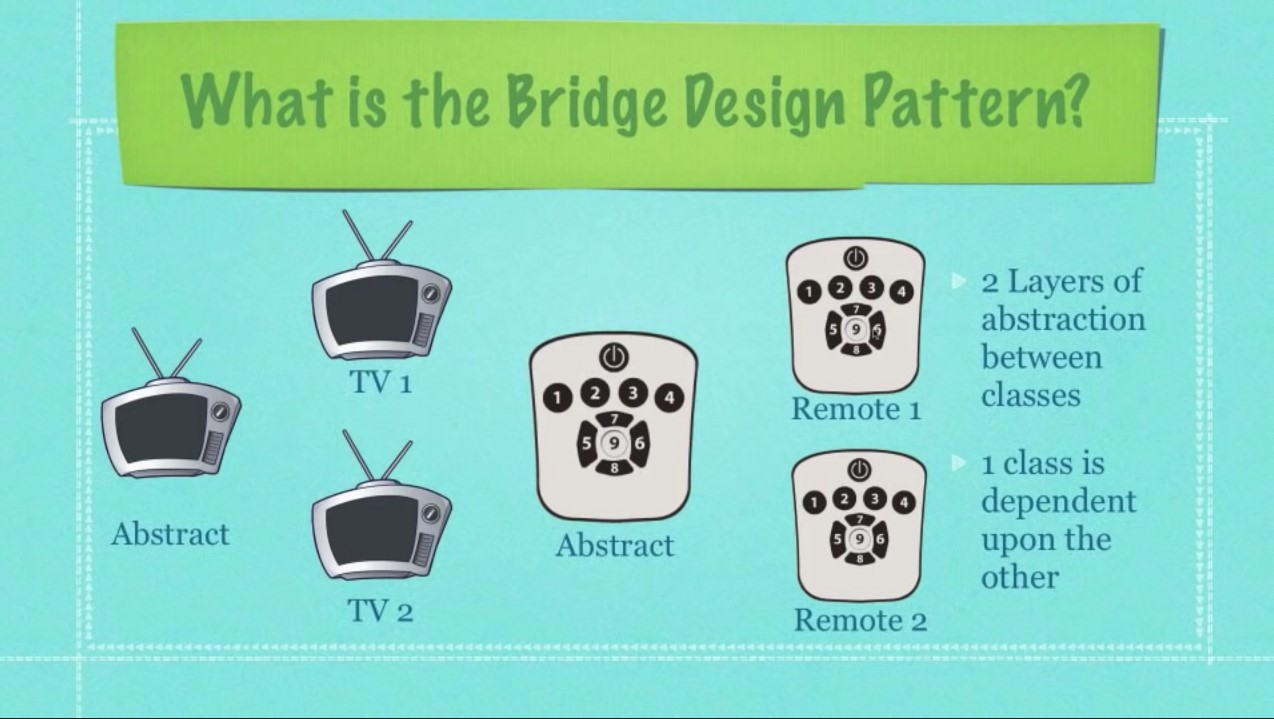 What is the Bridge Design Pattern?
TV 1
Abstract
TV 2
1 2 3 4
7
5 9 6
8
Abstract
1 2 3 4
7
5 9 6
8
Remote 1
1 2 3 4
7
5 9 6
8
Remote 2
2 Layers of
abstraction
between
classes
1 class is
dependent
upon the
other